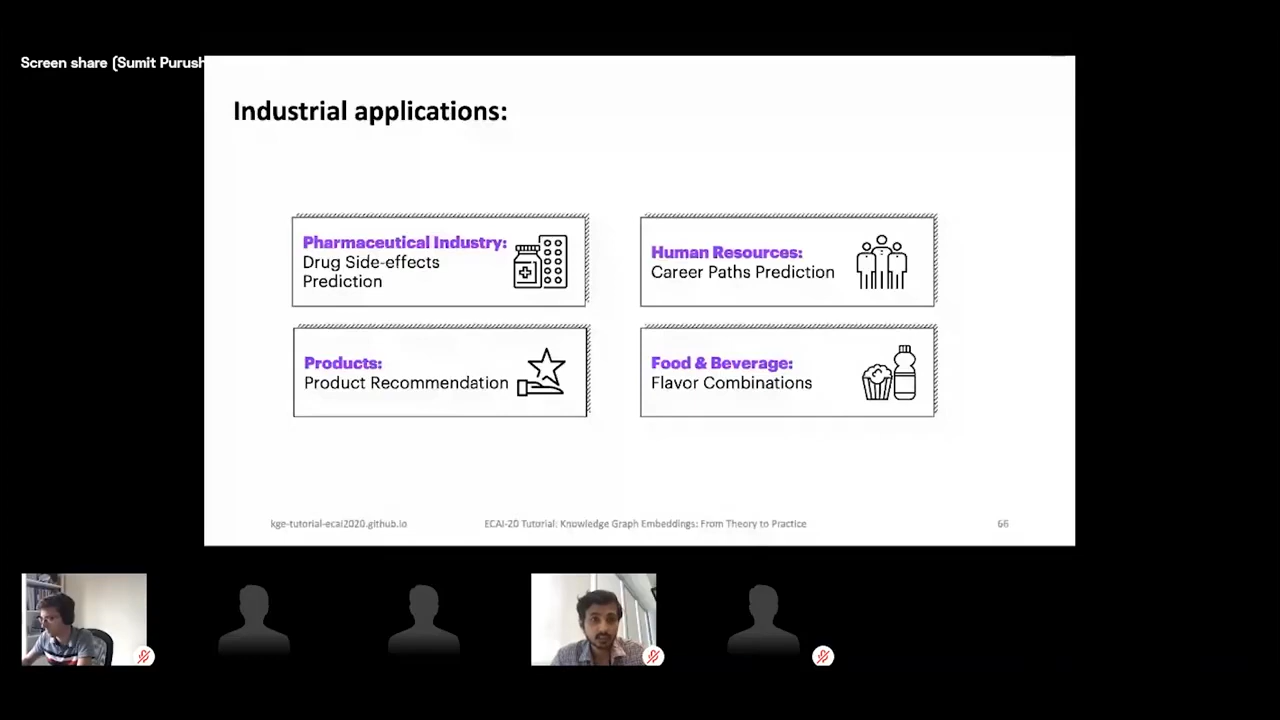 Screen share (Sumit Purush
Industrial applications:
Pharmaceutical Industry:
Drug Side-effects
Prediction
Human Resources:
Career Paths Prediction
Products:
Product Recommendation
Food & Beverage:
Flavor Combinations
kge-tutorial-ecai2020.github.io
ECAI-20 Tutorial: Knowledge Graph Embeddings: From Theory to Practice
66